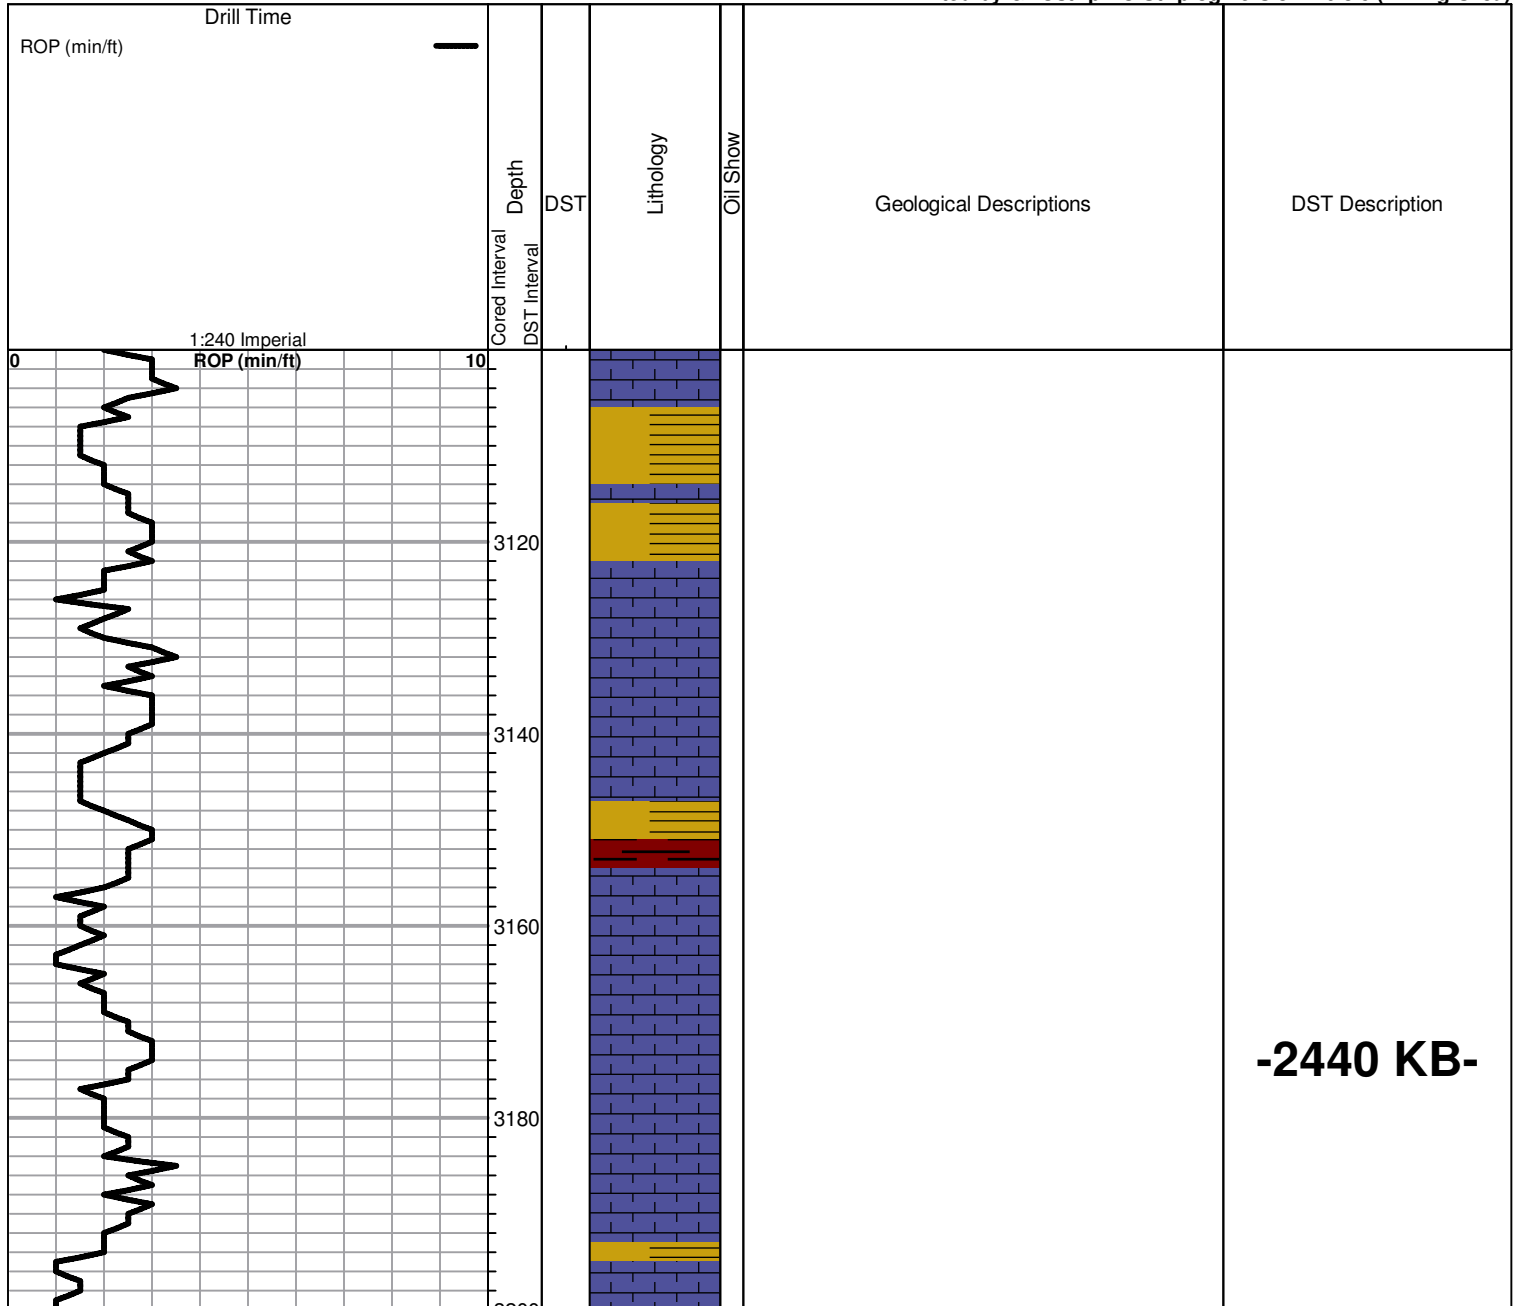 Drill Time
ROP (min/ft)
1:240 Imperial
Cored Interval
Depth
DST Interval
DST
Lithology
Oil Show
Geological Descriptions
DST Description
0
ROP (min/ft)
10
3120
3140
3160
-2440 KB-
3180